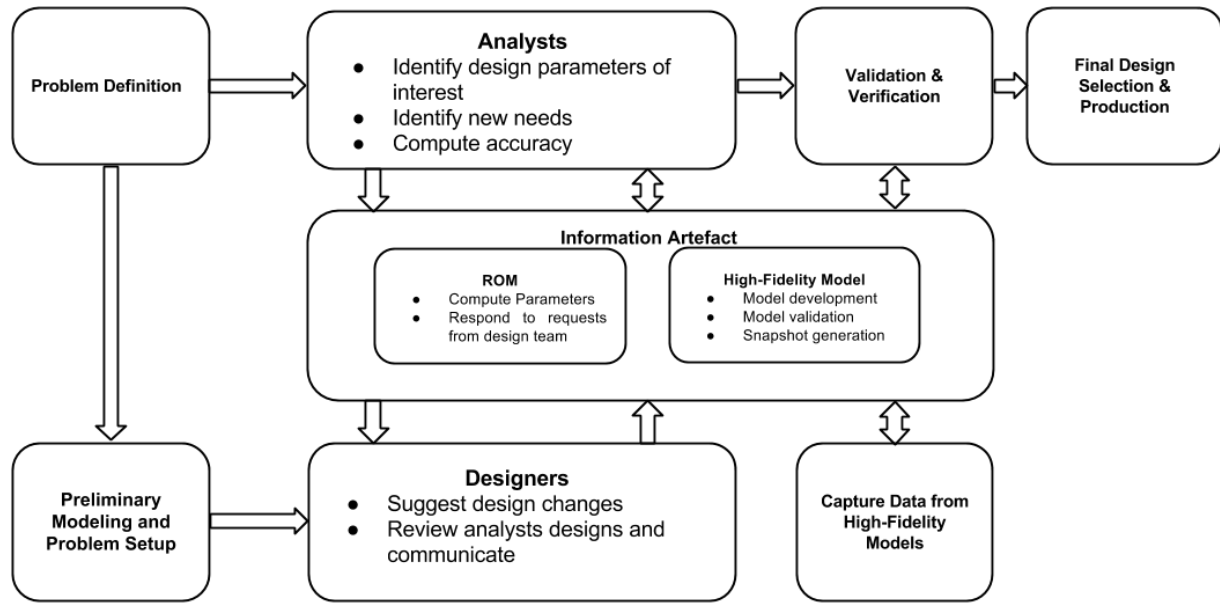 Problem Definition
Analysts
● Identify design parameters of
interest
● Identify new needs
● Compute accuracy
Validation &
Verification
Final Design
Selection &
Production
Information Artefact
ROM
● Compute Parameters
● Respond to requests
from design team
High-Fidelity Model
● Model development
● Model validation
● Snapshot generation
Preliminary
Modeling and
Problem Setup
Designers
● Suggest design changes
● Review analysts designs and
communicate
Capture Data from
High-Fidelity
Models